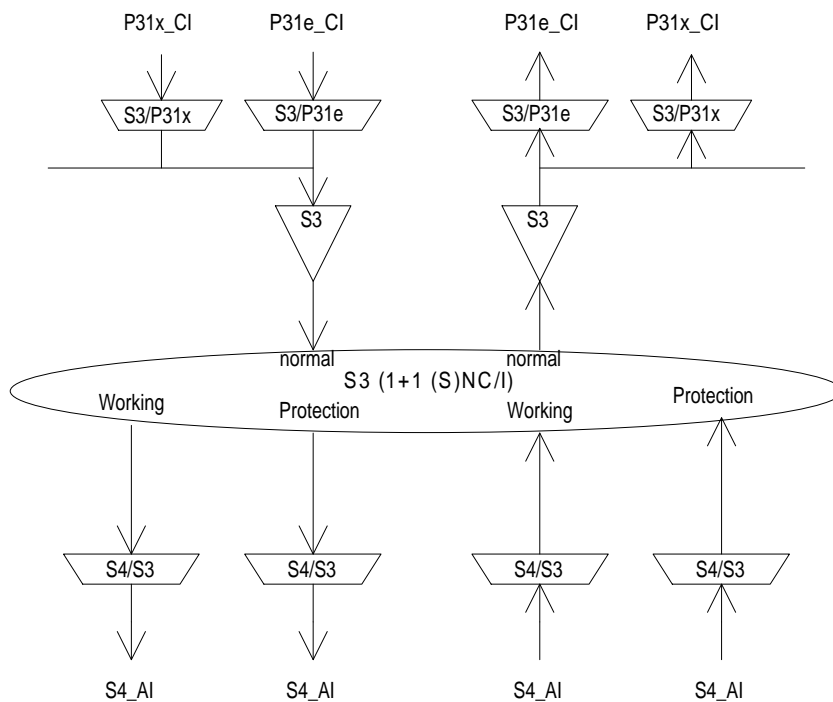 P31x_CI P31e_CI P31e_CI P31x_CI
S3/P31x S3/P31e S3/P31e S3/P31x
S3 S3
normal normal
S3 (1+1 (S)NC/I)
Working Protection Working Protection
S4/S3 S4/S3 S4/S3 S4/S3
S4_AI S4_AI S4_AI S4_AI